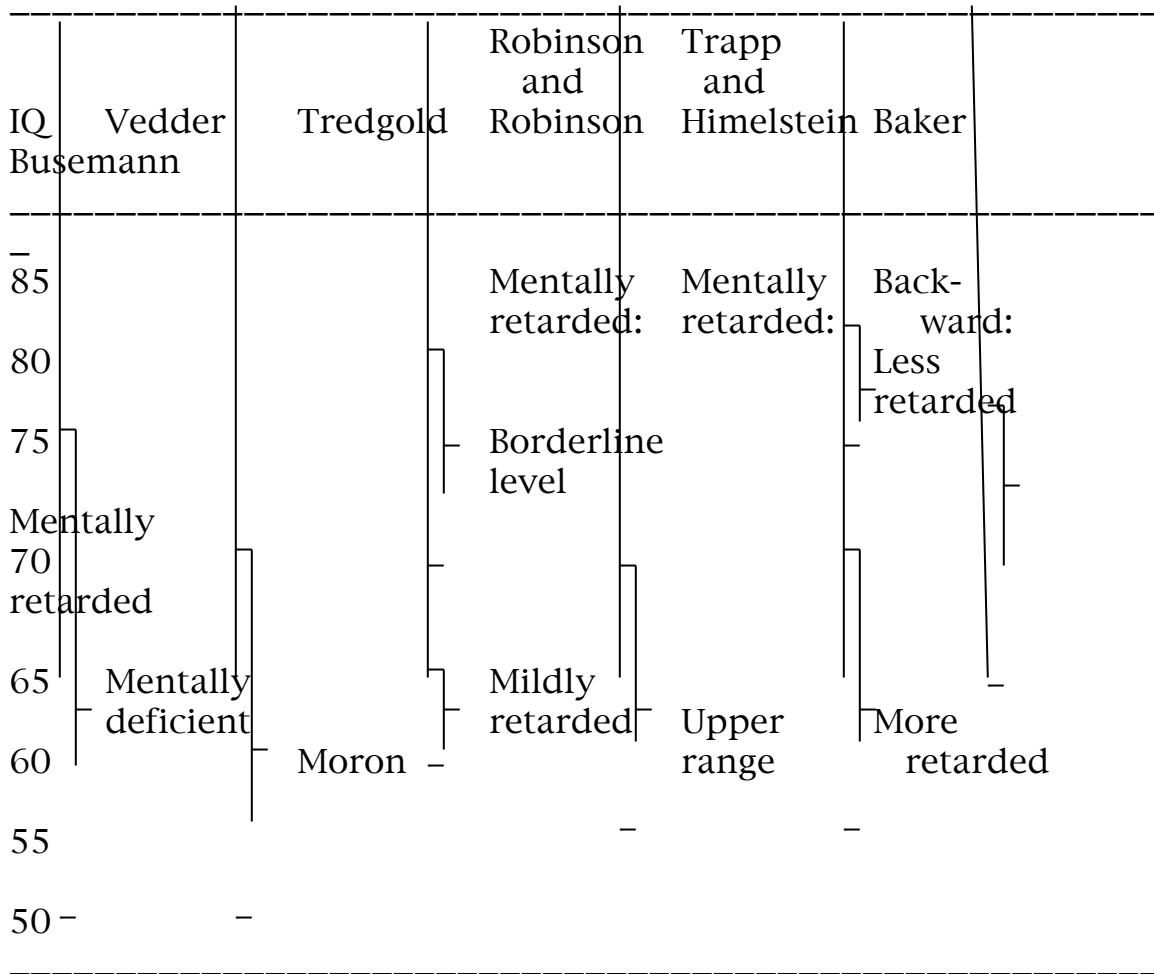 Robinson Trapp
and and
IQ Vedder Tredgold Robinson Himelstein Baker
Busemann
85 Mentally Mentally Back-
retarded: retarded: ward:
80 Less
retarded
75 Borderline
level
Mentally
70
retarded
65 Mentally Mildly
deficient retarded Upper More
60 Moron range retarded
55
50